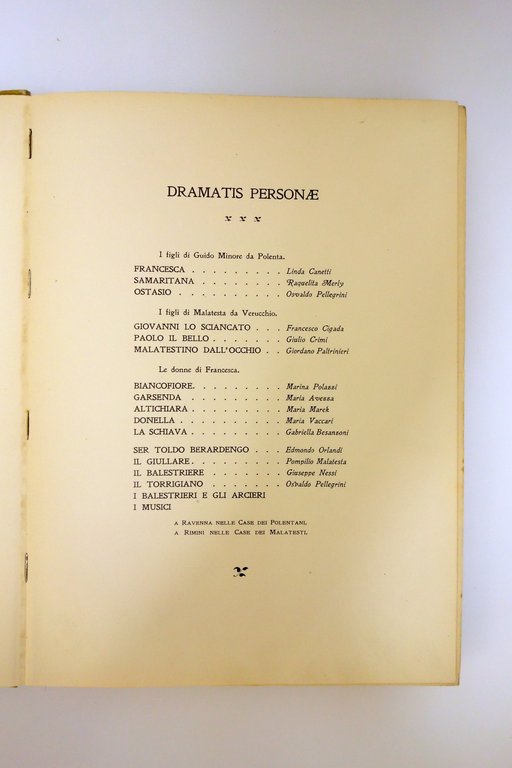 DRAMATIS PERSONÆ
x x x
I figli di Guido Minore da Polenta.
FRANCESCA . . . . . . . . . Linda Canetti
SAMARITANA . . . . . . . . Raquelita Merly
OSTASIO . . . . . . . . . . Osvaldo Pellegrini
I figli di Malatesta da Verucchio.
GIOVANNI LO SCIANCATO . . . Francesco Cigada
PAOLO IL BELLO . . . . . . . Giulio Crimi
MALATESTINO DALL'OCCHIO . . Giordano Paltrinieri
Le donne di Francesca.
BIANCOFIORE. . . . . . . . . Marina Polazzi
GARSENDA . . . . . . . . . Maria Avezza
ALTICHIARA . . . . . . . . . Maria Marek
DONELLA . . . . . . . . . . Maria Vaccari
LA SCHIAVA . . . . . . . . . Gabriella Besanzoni
SER TOLDO BERARDENGO . . . Edmondo Orlandi
IL GIULLARE. . . . . . . . . Pompilio Malatesta
IL BALESTRIERE . . . . . . . Giuseppe Nessi
IL TORRIGIANO . . . . . . . Osvaldo Pellegrini
I BALESTRIERI E GLI ARCIERI
I MUSICI
A RAVENNA NELLE CASE DEI POLENTANI.
A RIMINI NELLE CASE DEI MALATESTI.